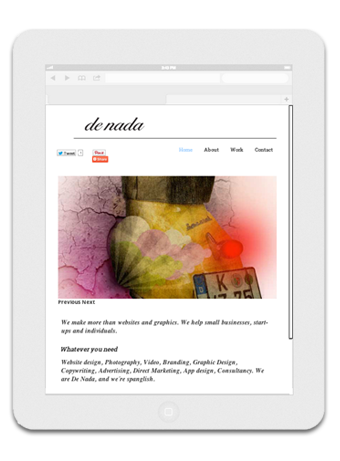 de nada
Tweet
Pin it
Share
Home About Work Contact
K
Previous Next
We make more than websites and graphics. We help small businesses, start-
ups and individuals.
Whatever you need
Website design, Photography, Video, Branding, Graphic Design,
Copywriting, Advertising, Direct Marketing, App design, Consultancy. We
are De Nada, and we're spanglish.